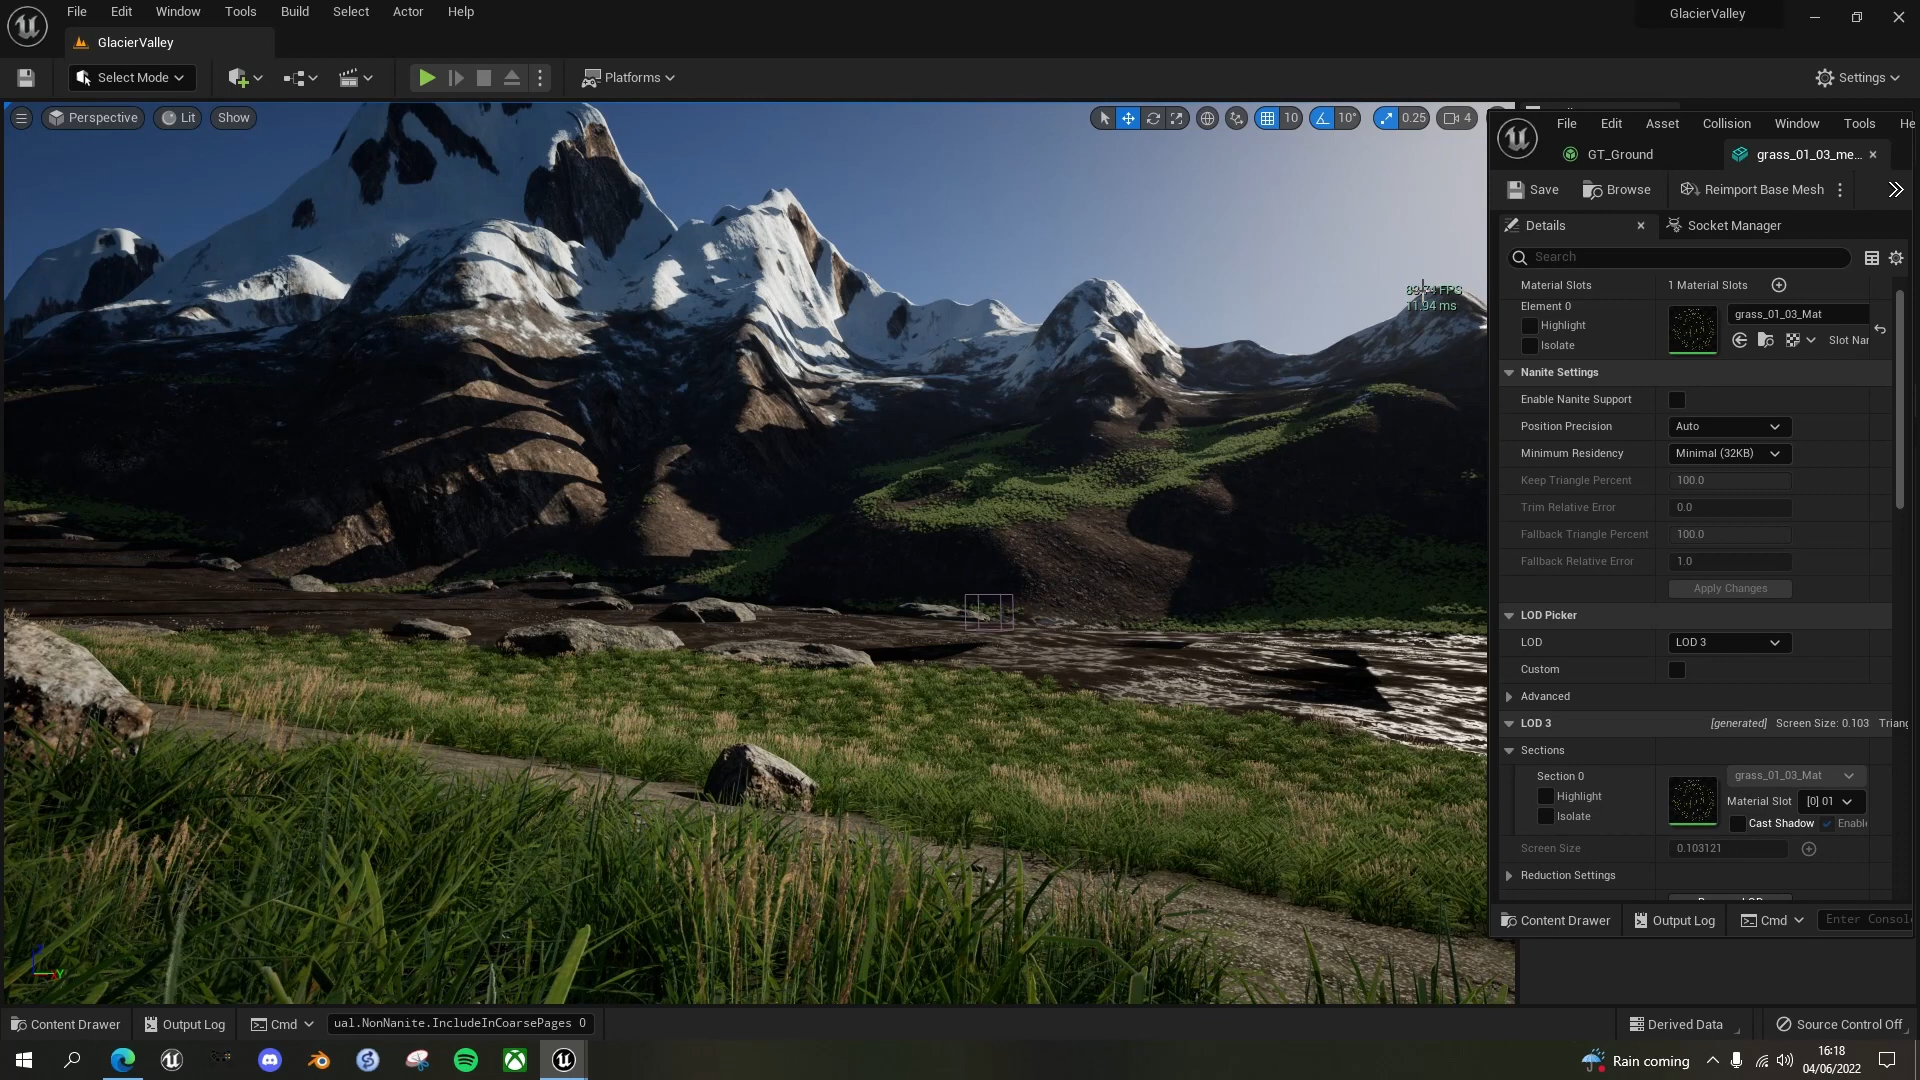 File Edit Window Tools Build Select Actor Help
GlacierValley
GlacierValley
Select Mode
Platforms
Settings
Perspective
Lit
Show
10
10°
0.25
4
11.94 ms
File Edit Asset Collision Window Tools He
GT_Ground
grass_01_03_me...
Save
Browse
Reimport Base Mesh
Details
Socket Manager
Search
Material Slots
1 Material Slots
Element 0
Highlight
Isolate
grass_01_03_Mat
Slot Nar
Nanite Settings
Enable Nanite Support
Position Precision
Auto
Minimum Residency
Minimal (32KB)
Keep Triangle Percent
100.0
Trim Relative Error
0.0
Fallback Triangle Percent
100.0
Fallback Relative Error
1.0
Apply Changes
LOD Picker
LOD
LOD 3
Custom
Advanced
LOD 3
[generated] Screen Size: 0.103 Triang
Sections
Section 0
Highlight
Isolate
grass_01_03_Mat
Material Slot
[0] 01
Cast Shadow
Enable
Screen Size
0.103121
Reduction Settings
Content Drawer
Output Log
Cmd
Enter Consol
Y
Content Drawer
Output Log
Cmd
ual.NonNanite.IncludeInCoarsePages 0
Derived Data
Source Control Off
Rain coming
16:18
04/06/2022